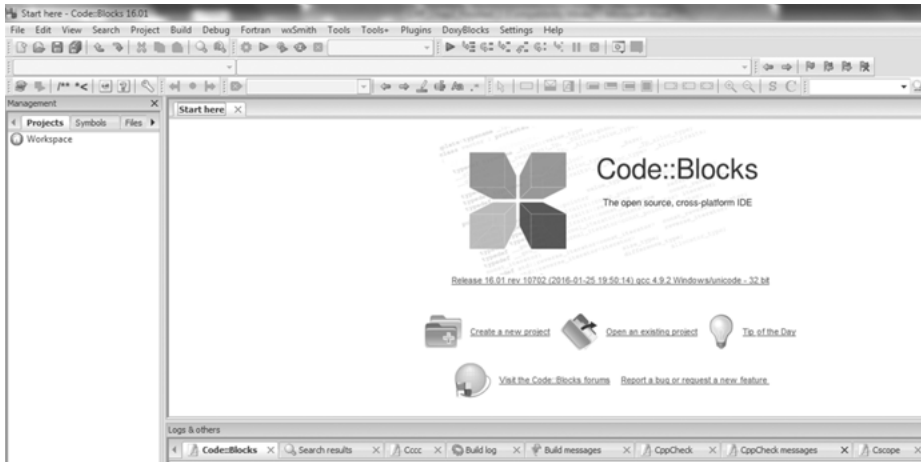 Start here - Code::Blocks 16.01
File Edit View Search Project Build Debug Fortran wxSmith Tools Tools+ Plugins DoxyBlocks Settings Help
Management
Start here
Projects Symbols Files
Workspace
Code::Blocks
The open source, cross-platform IDE
Release 16.01 rev 10702 (2016-01-25 19:50:14) gcc 4.9.2 Windows/unicode - 32 bit
Create a new project Open an existing project Tip of the Day
Visit the Code::Blocks forums Report a bug or request a new feature
Logs & others
Code::Blocks Search results Cccc Build log Build messages CppCheck CppCheck messages Cscope